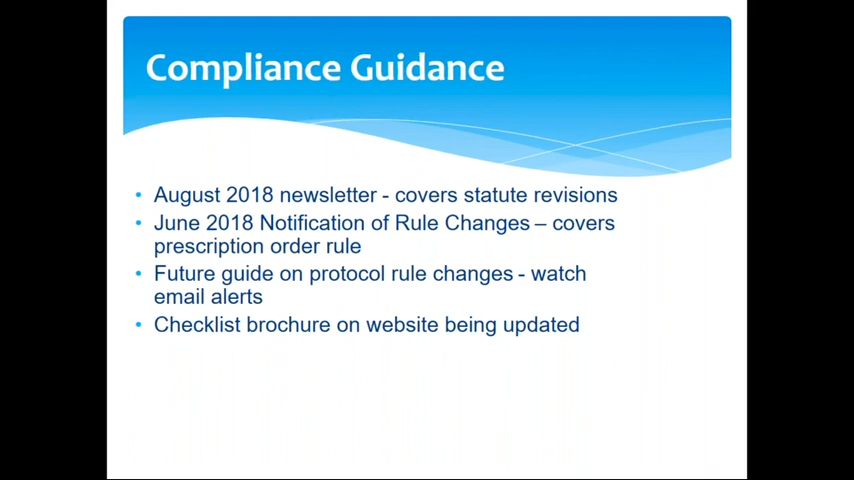 Compliance Guidance
• August 2018 newsletter - covers statute revisions
• June 2018 Notification of Rule Changes – covers
prescription order rule
• Future guide on protocol rule changes - watch
email alerts
• Checklist brochure on website being updated